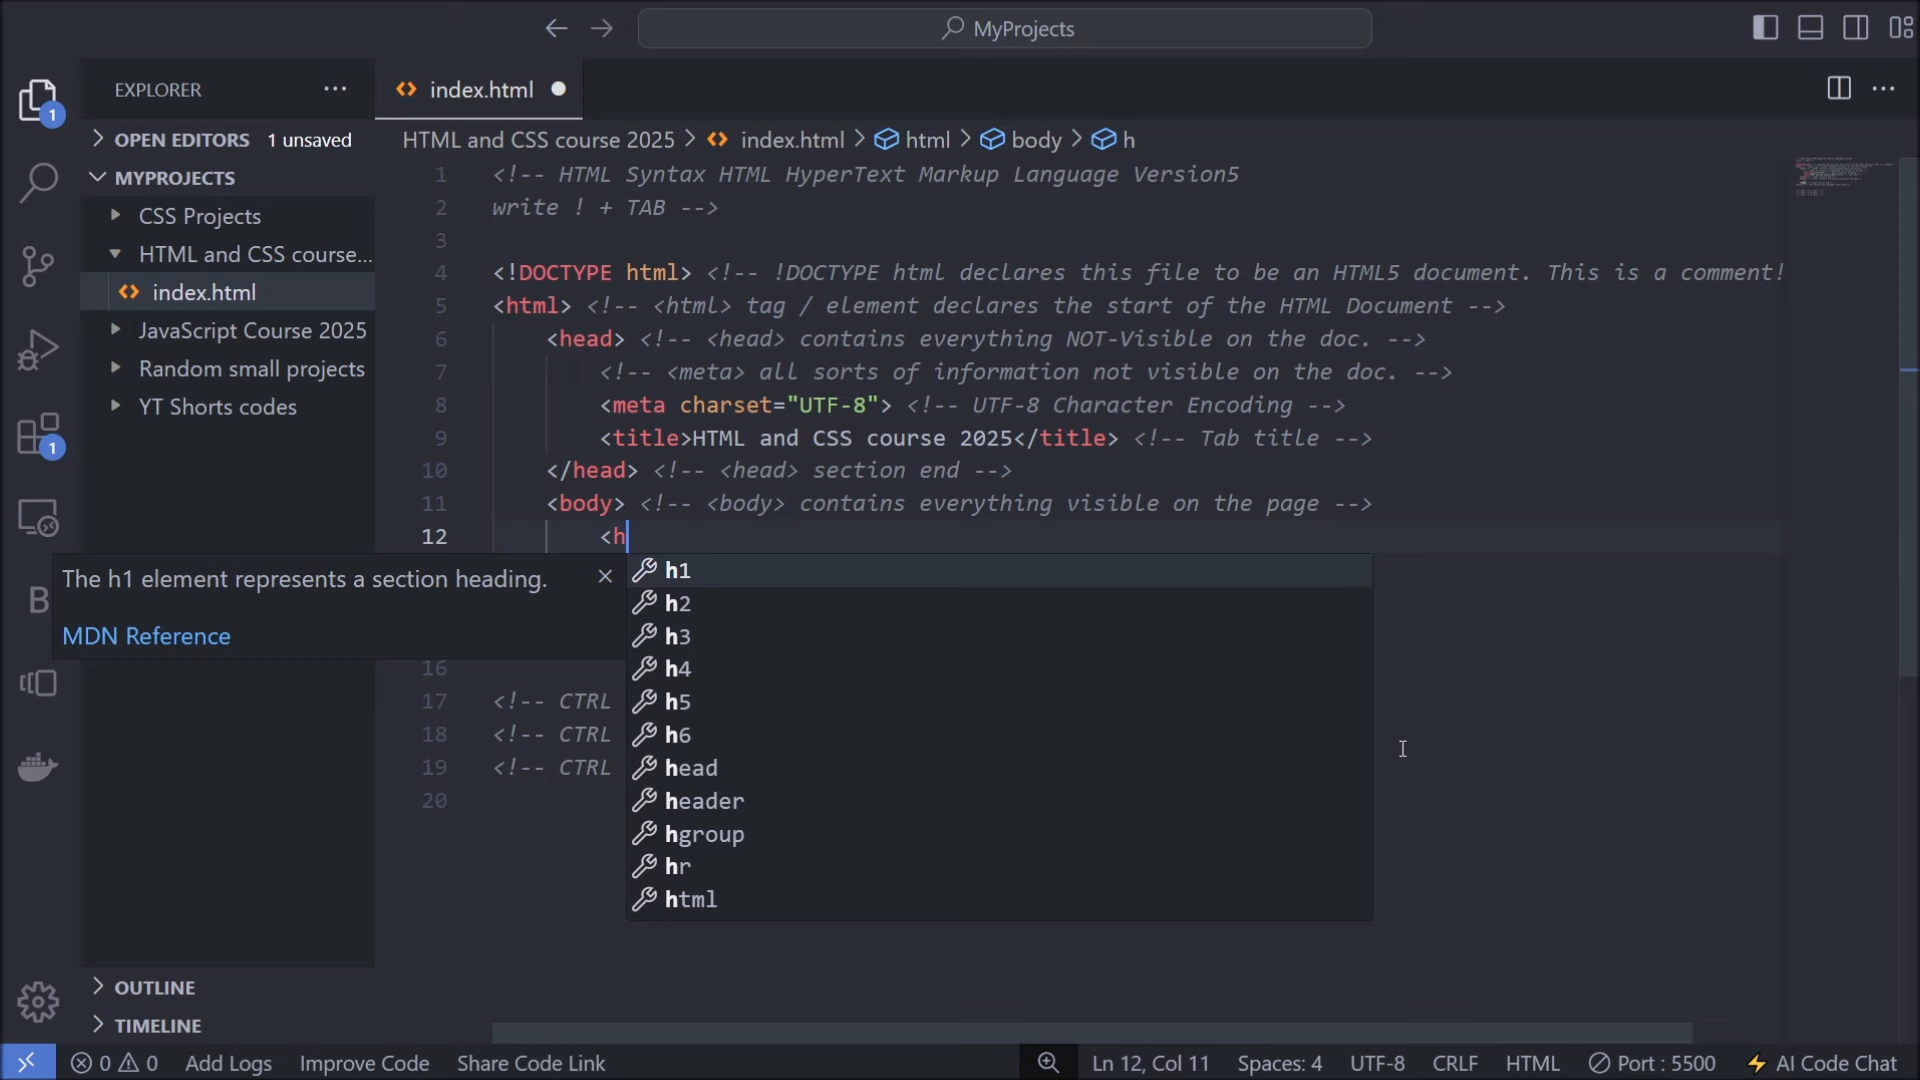 MyProjects
EXPLORER
index.html
1
OPEN EDITORS 1 unsaved
HTML and CSS course 2025 > index.html > html > body > h
MYPROJECTS
CSS Projects
HTML and CSS course...
index.html
JavaScript Course 2025
Random small projects
YT Shorts codes
1
1 <!-- HTML Syntax HTML HyperText Markup Language Version5
2 write ! + TAB -->
3
4 <!DOCTYPE html> <!-- !DOCTYPE html declares this file to be an HTML5 document. This is a comment!
5 <html> <!-- <html> tag / element declares the start of the HTML Document -->
6 <head> <!-- <head> contains everything NOT-Visible on the doc. -->
7 <!-- <meta> all sorts of information not visible on the doc. -->
8 <meta charset="UTF-8"> <!-- UTF-8 Character Encoding -->
9 <title>HTML and CSS course 2025</title> <!-- Tab title -->
10 </head> <!-- <head> section end -->
11 <body> <!-- <body> contains everything visible on the page -->
12 <h
The h1 element represents a section heading. ×
MDN Reference
B
h1
h2
h3
h4
h5
h6
head
header
hgroup
hr
html
16
17 <!-- CTRL
18 <!-- CTRL
19 <!-- CTRL
20
OUTLINE
TIMELINE
0 0 Add Logs Improve Code Share Code Link Ln 12, Col 11 Spaces: 4 UTF-8 CRLF HTML Port : 5500 AI Code Chat